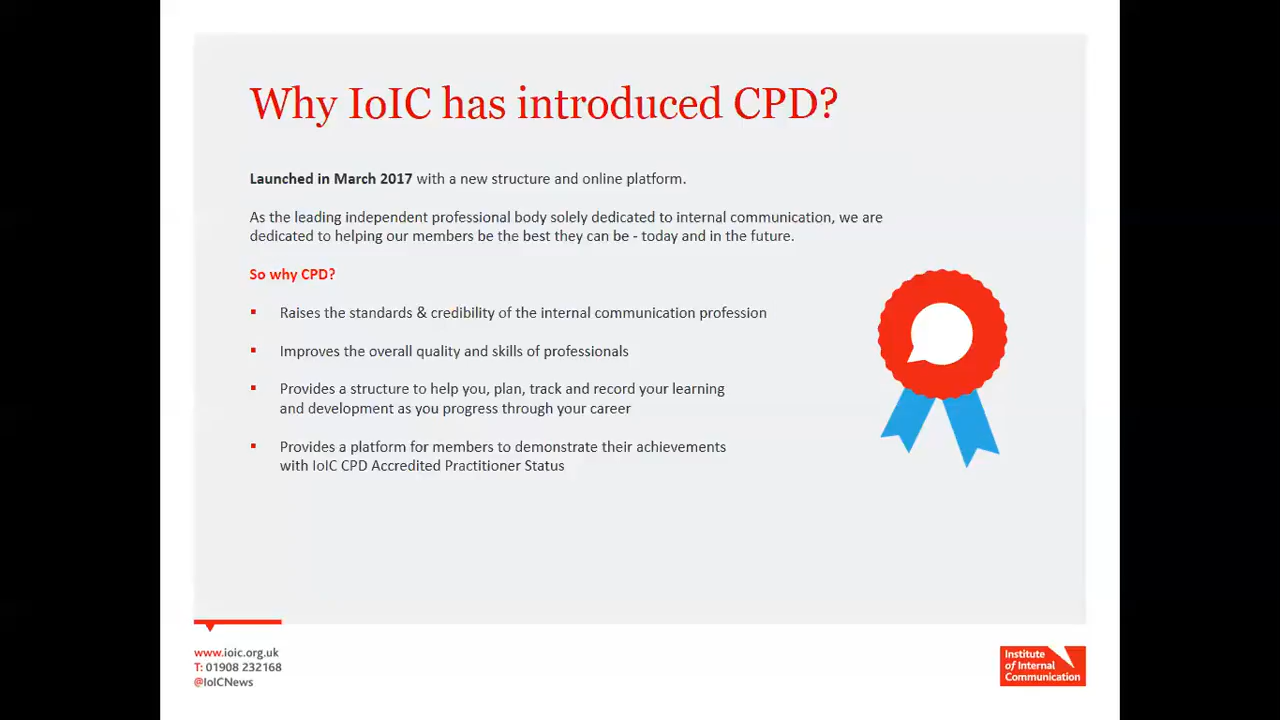 Why IoIC has introduced CPD?
Launched in March 2017 with a new structure and online platform.
As the leading independent professional body solely dedicated to internal communication, we are
dedicated to helping our members be the best they can be - today and in the future.
So why CPD?
▪ Raises the standards & credibility of the internal communication profession
▪ Improves the overall quality and skills of professionals
▪ Provides a structure to help you, plan, track and record your learning
and development as you progress through your career
▪ Provides a platform for members to demonstrate their achievements
with IoIC CPD Accredited Practitioner Status
www.ioic.org.uk
T: 01908 232168
@IoICNews
Institute
of Internal
Communication